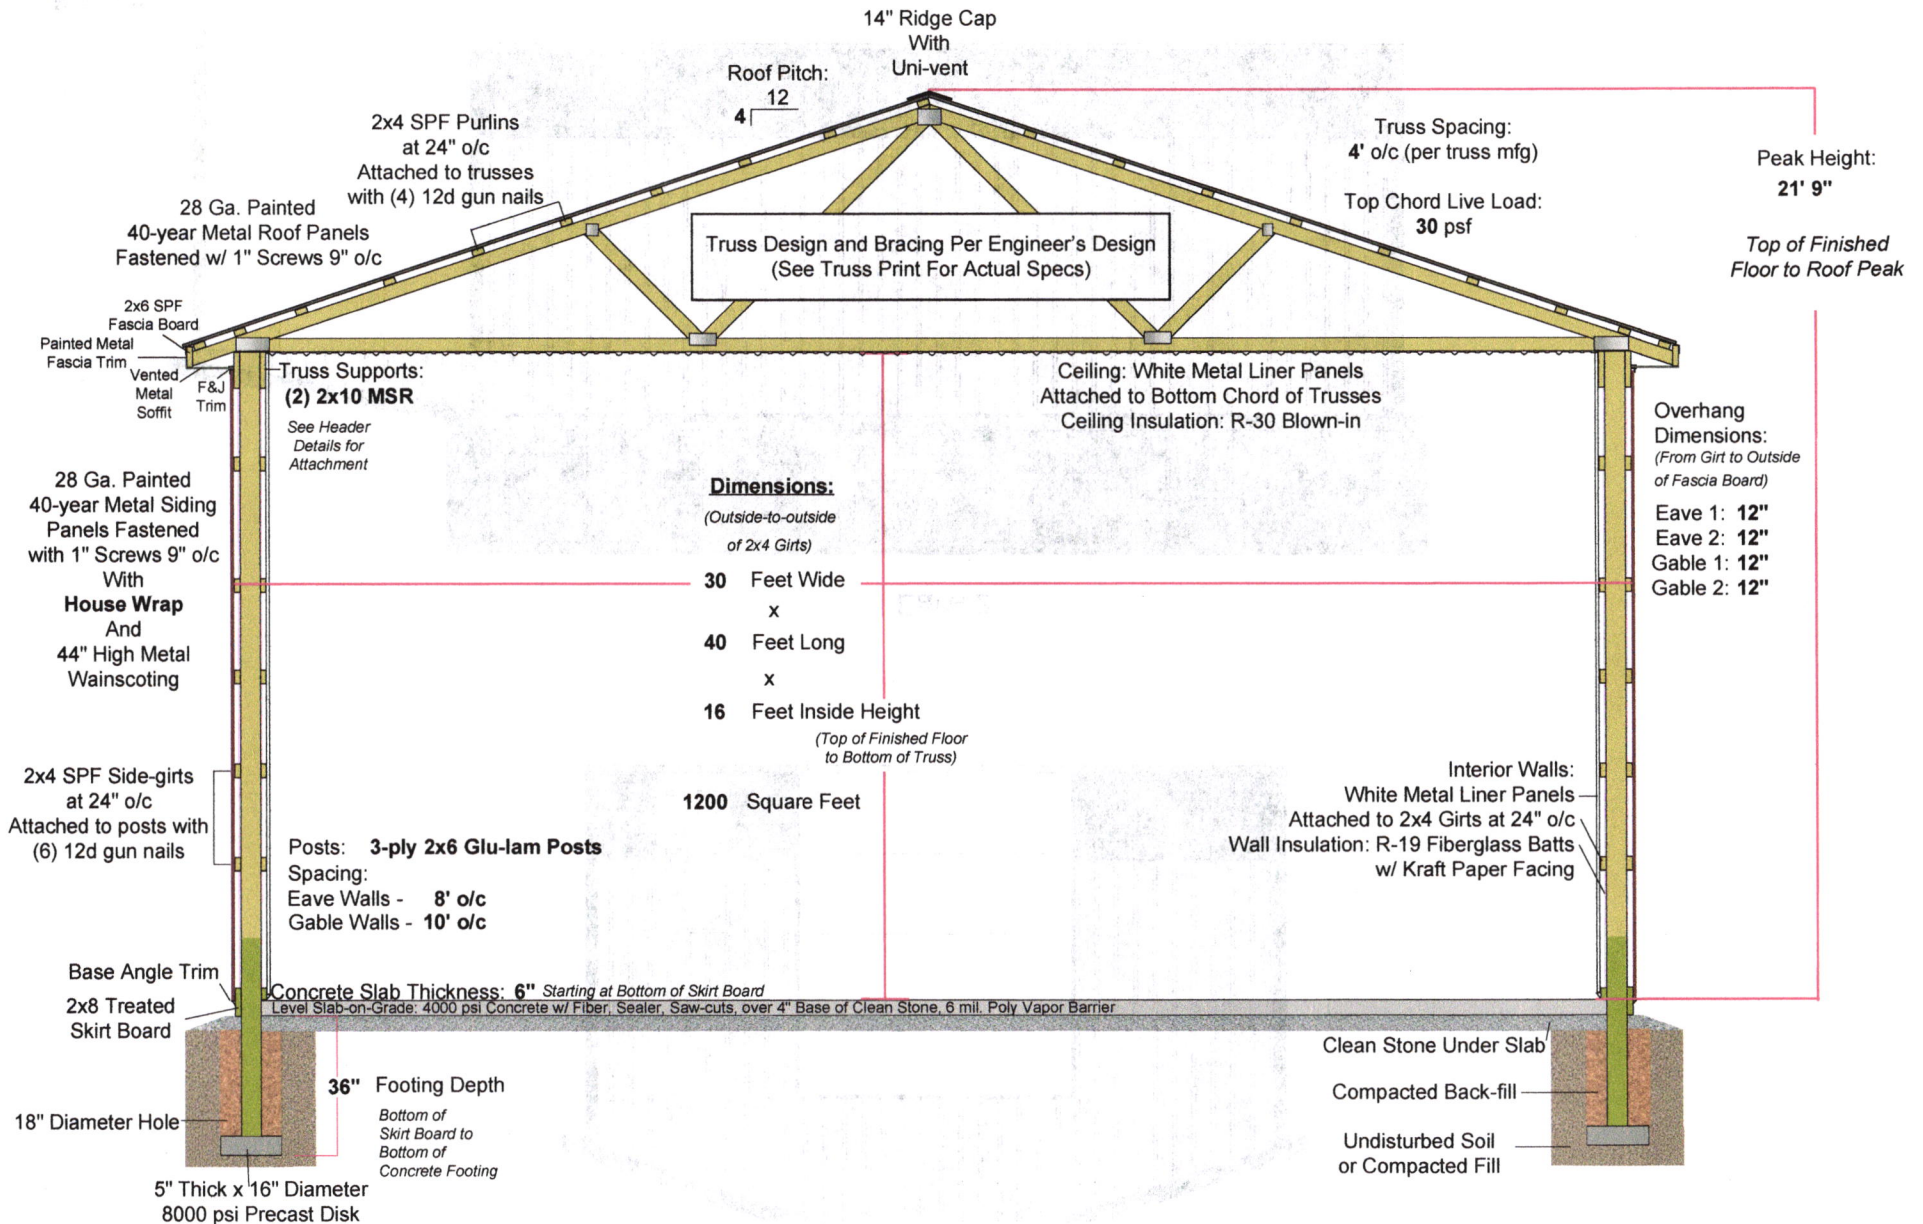 14" Ridge Cap
With
Uni-vent
Roof Pitch:
12
4
2x4 SPF Purlins
at 24" o/c
Attached to trusses
with (4) 12d gun nails
28 Ga. Painted
40-year Metal Roof Panels
Fastened w/ 1" Screws 9" o/c
Truss Spacing:
4' o/c (per truss mfg)
Top Chord Live Load:
30 psf
Peak Height:
21' 9"
Top of Finished
Floor to Roof Peak
Truss Design and Bracing Per Engineer's Design
(See Truss Print For Actual Specs)
2x6 SPF
Fascia Board
Painted Metal
Fascia Trim
Vented
Metal
Soffit
F&J
Trim
Truss Supports:
(2) 2x10 MSR
See Header
Details for
Attachment
Ceiling: White Metal Liner Panels
Attached to Bottom Chord of Trusses
Ceiling Insulation: R-30 Blown-in
Overhang
Dimensions:
(From Girt to Outside
of Fascia Board)
Eave 1: 12"
Eave 2: 12"
Gable 1: 12"
Gable 2: 12"
28 Ga. Painted
40-year Metal Siding
Panels Fastened
with 1" Screws 9" o/c
With
House Wrap
And
44" High Metal
Wainscoting
Dimensions:
(Outside-to-outside
of 2x4 Girts)
30 Feet Wide
x
40 Feet Long
x
16 Feet Inside Height
(Top of Finished Floor
to Bottom of Truss)
1200 Square Feet
2x4 SPF Side-girts
at 24" o/c
Attached to posts with
(6) 12d gun nails
Posts: 3-ply 2x6 Glu-lam Posts
Spacing:
Eave Walls - 8' o/c
Gable Walls - 10' o/c
Interior Walls:
White Metal Liner Panels
Attached to 2x4 Girts at 24" o/c
Wall Insulation: R-19 Fiberglass Batts
w/ Kraft Paper Facing
Base Angle Trim
2x8 Treated
Skirt Board
Concrete Slab Thickness: 6" Starting at Bottom of Skirt Board
Level Slab-on-Grade: 4000 psi Concrete w/ Fiber, Sealer, Saw-cuts, over 4" Base of Clean Stone, 6 mil. Poly Vapor Barrier
36" Footing Depth
Bottom of
Skirt Board to
Bottom of
Concrete Footing
18" Diameter Hole
5" Thick x 16" Diameter
8000 psi Precast Disk
Clean Stone Under Slab
Compacted Back-fill
Undisturbed Soil
or Compacted Fill